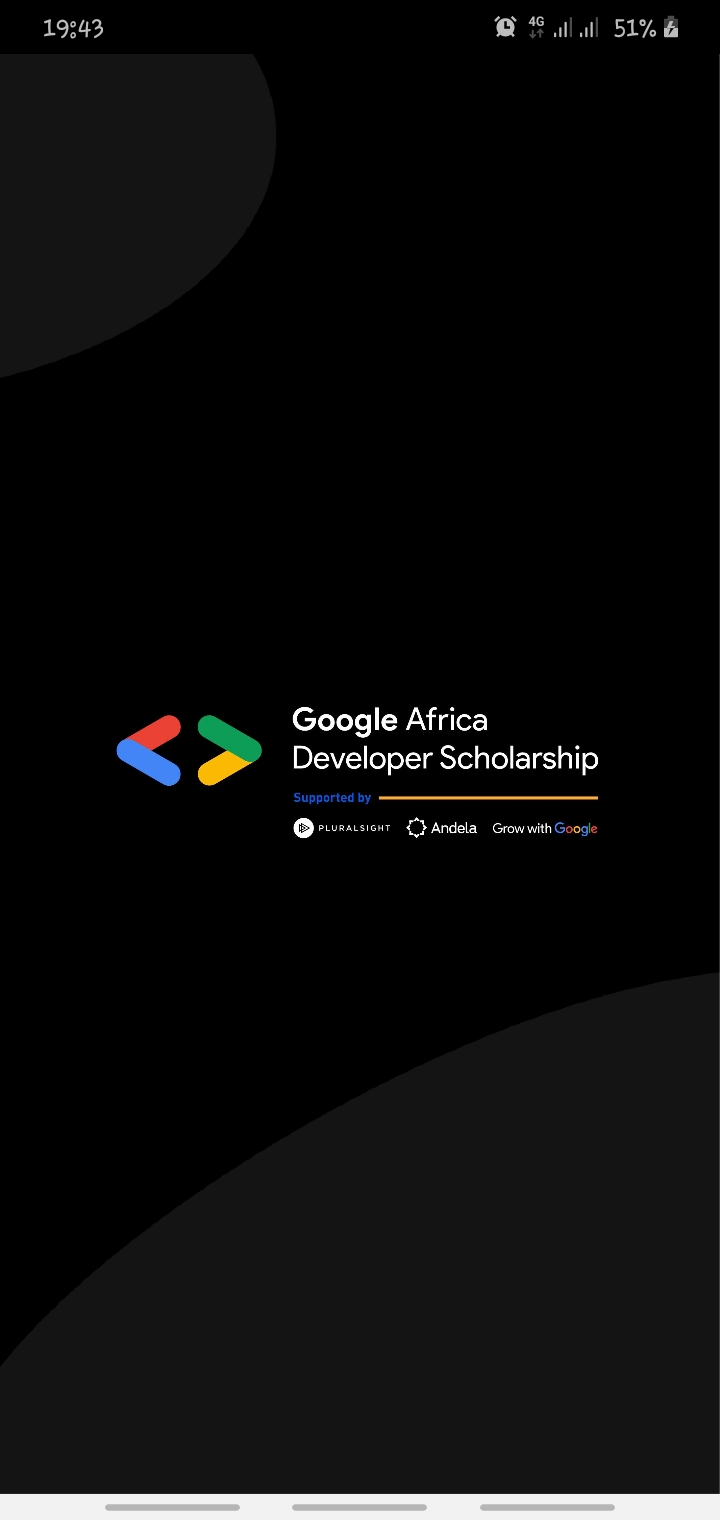 19:43
4G
51%
Google Africa
Developer Scholarship
Supported by
PLURALSIGHT Andela Grow with Google